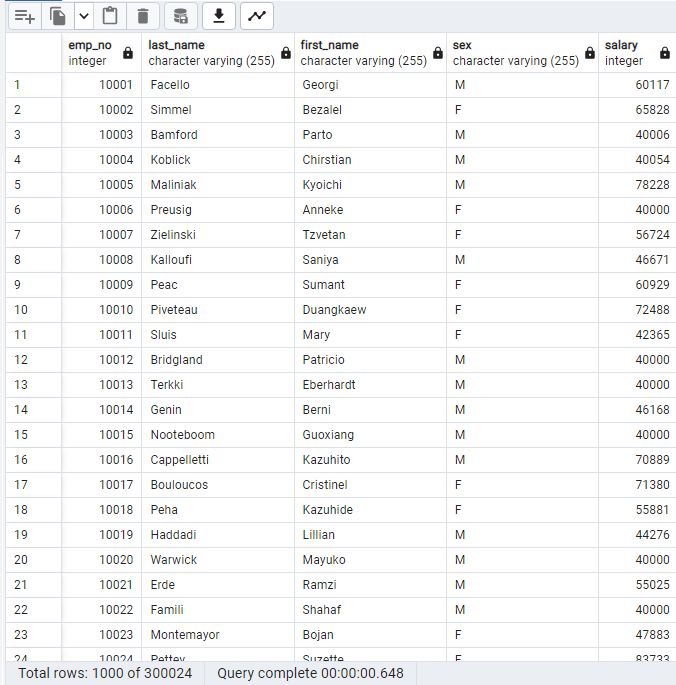 emp_no last_name first_name sex salary
integer character varying (255) character varying (255) character varying (255) integer
1 10001 Facello Georgi M 60117
2 10002 Simmel Bezalel F 65828
3 10003 Bamford Parto M 40006
4 10004 Koblick Chirstian M 40054
5 10005 Maliniak Kyoichi M 78228
6 10006 Preusig Anneke F 40000
7 10007 Zielinski Tzvetan F 56724
8 10008 Kalloufi Saniya M 46671
9 10009 Peac Sumant F 60929
10 10010 Piveteau Duangkaew F 72488
11 10011 Sluis Mary F 42365
12 10012 Bridgland Patricio M 40000
13 10013 Terkki Eberhardt M 40000
14 10014 Genin Berni M 46168
15 10015 Nooteboom Guoxiang M 40000
16 10016 Cappelletti Kazuhito M 70889
17 10017 Bouloucos Cristinel F 71380
18 10018 Peha Kazuhide F 55881
19 10019 Haddadi Lillian M 44276
20 10020 Warwick Mayuko M 40000
21 10021 Erde Ramzi M 55025
22 10022 Famili Shahaf M 40000
23 10023 Montemayor Bojan F 47883
24 10024 Pettey Suzette F 83733
Total rows: 1000 of 300024 Query complete 00:00:00.648